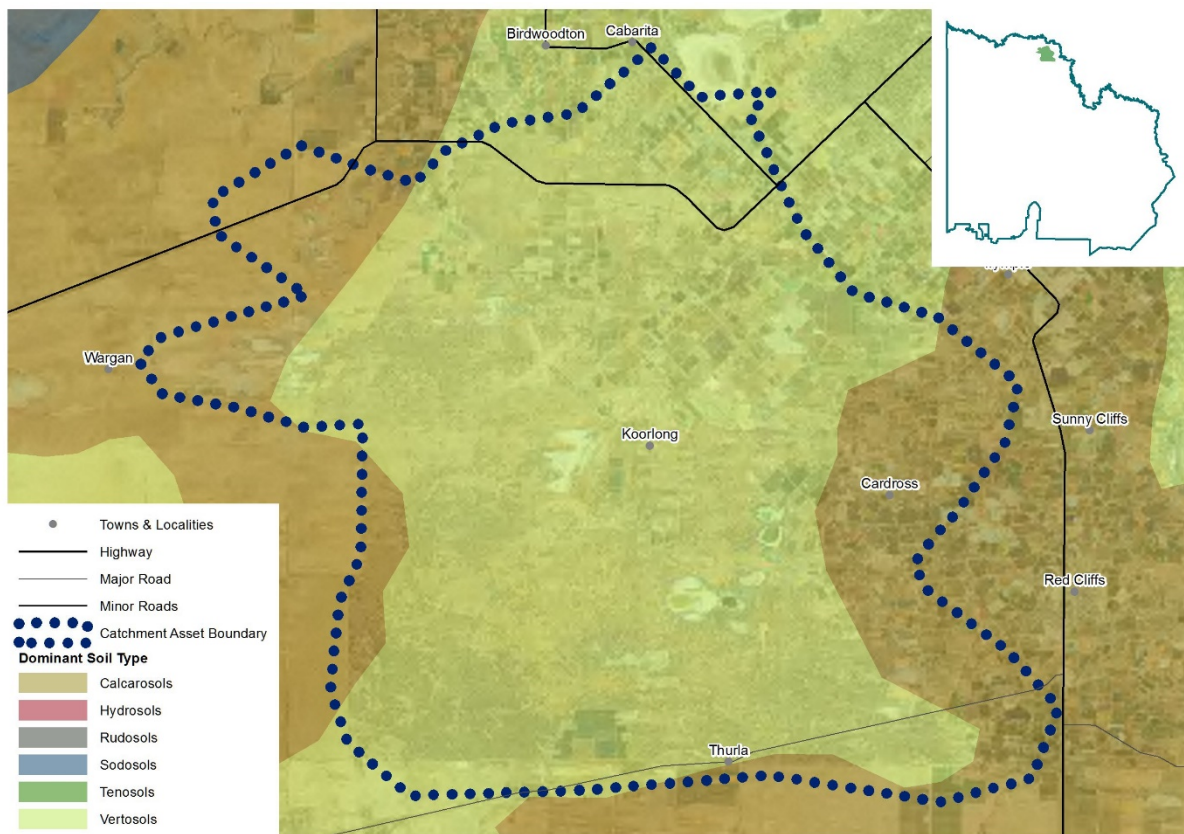 Birdwoodton
Cabarita
Wargan
Koorlong
Sunny Cliffs
Cardross
Red Cliffs
Thurla
Towns & Localities
Highway
Major Road
Minor Roads
Catchment Asset Boundary
Dominant Soil Type
Calcarosols
Hydrosols
Rudosols
Sodosols
Tenosols
Vertosols